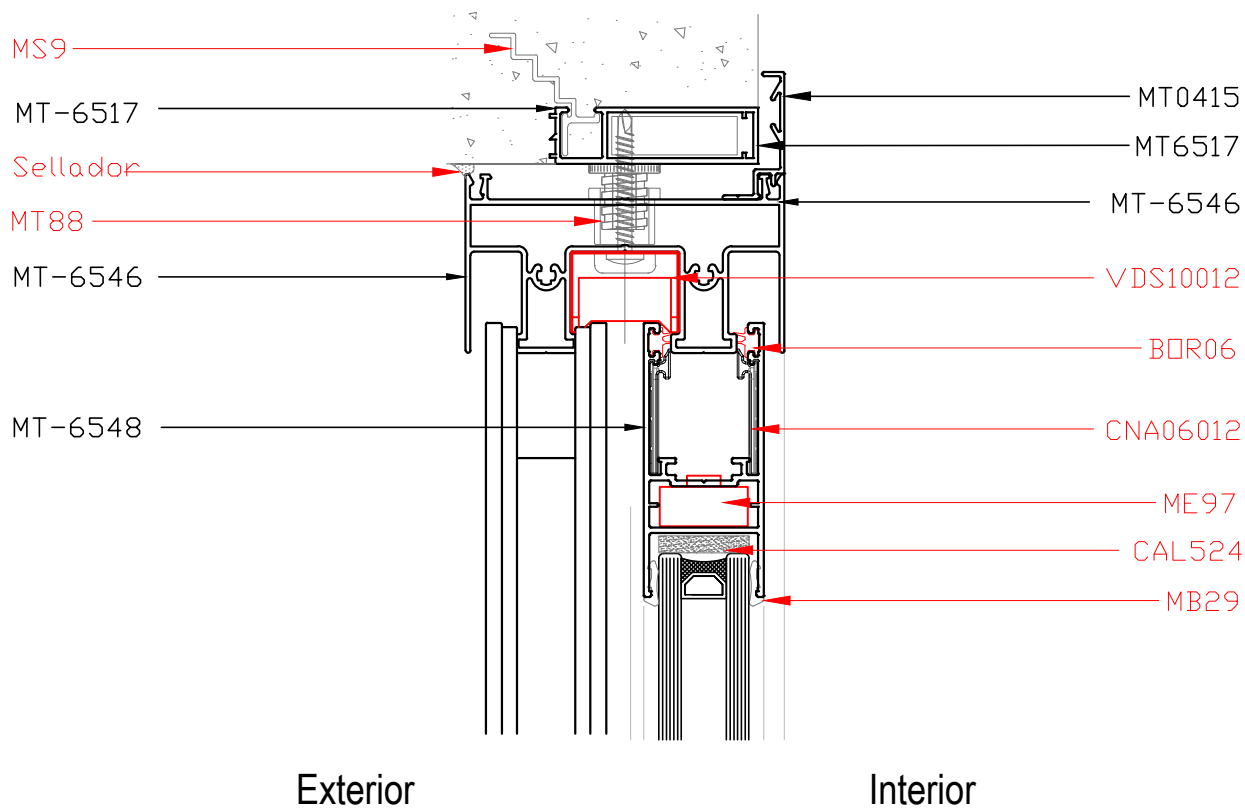 MS9
MT-6517
Sellador
MT88
MT-6546
MT-6548
MT0415
MT6517
MT-6546
VDS10012
BOR06
CNA06012
ME97
CAL524
MB29
Exterior
Interior